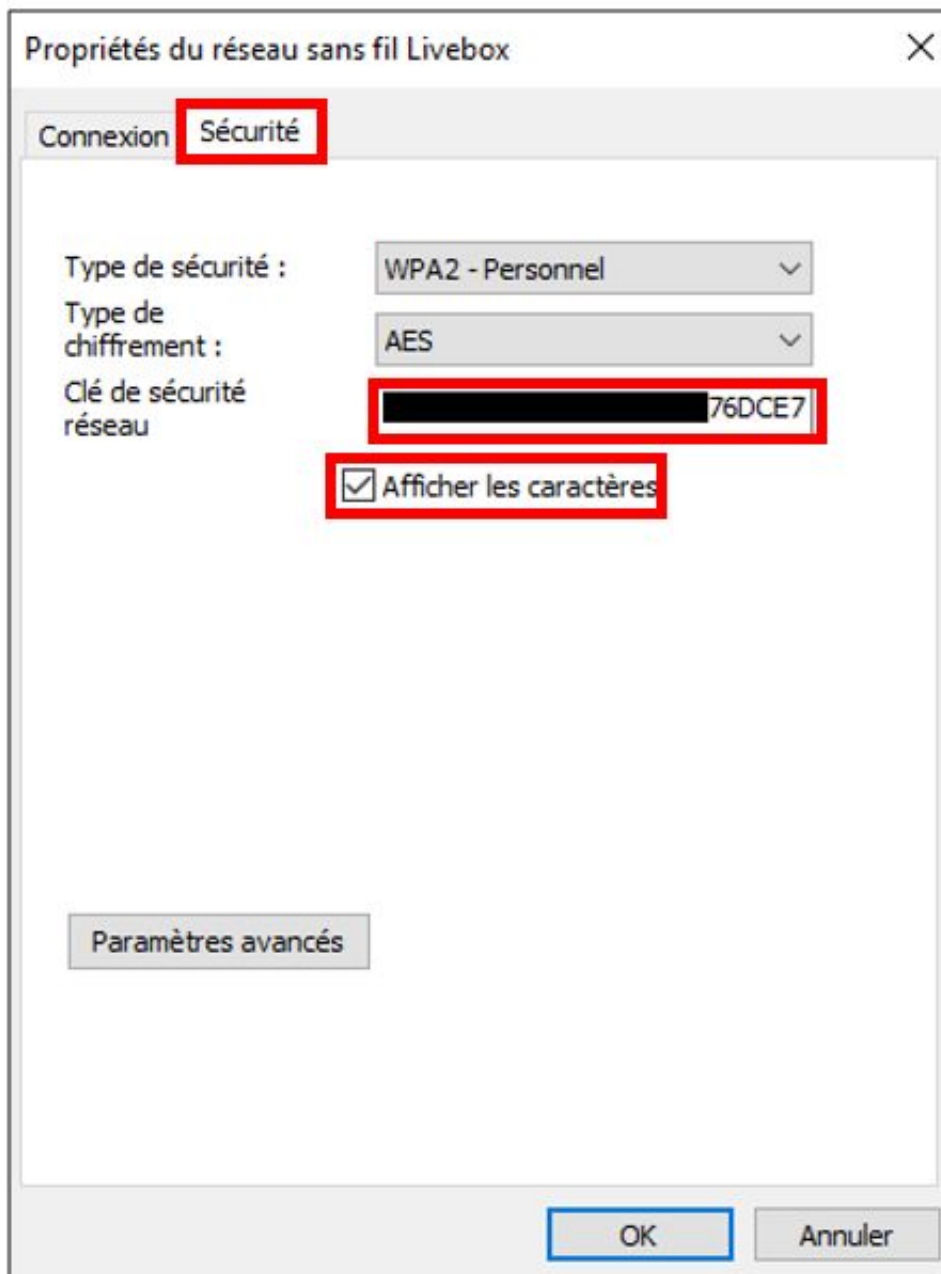 Propriétés du réseau sans fil Livebox
Connexion
Sécurité
Type de sécurité :
WPA2 - Personnel
Type de
chiffrement :
AES
Clé de sécurité
réseau
76DCE7
Afficher les caractères
Paramètres avancés
OK
Annuler